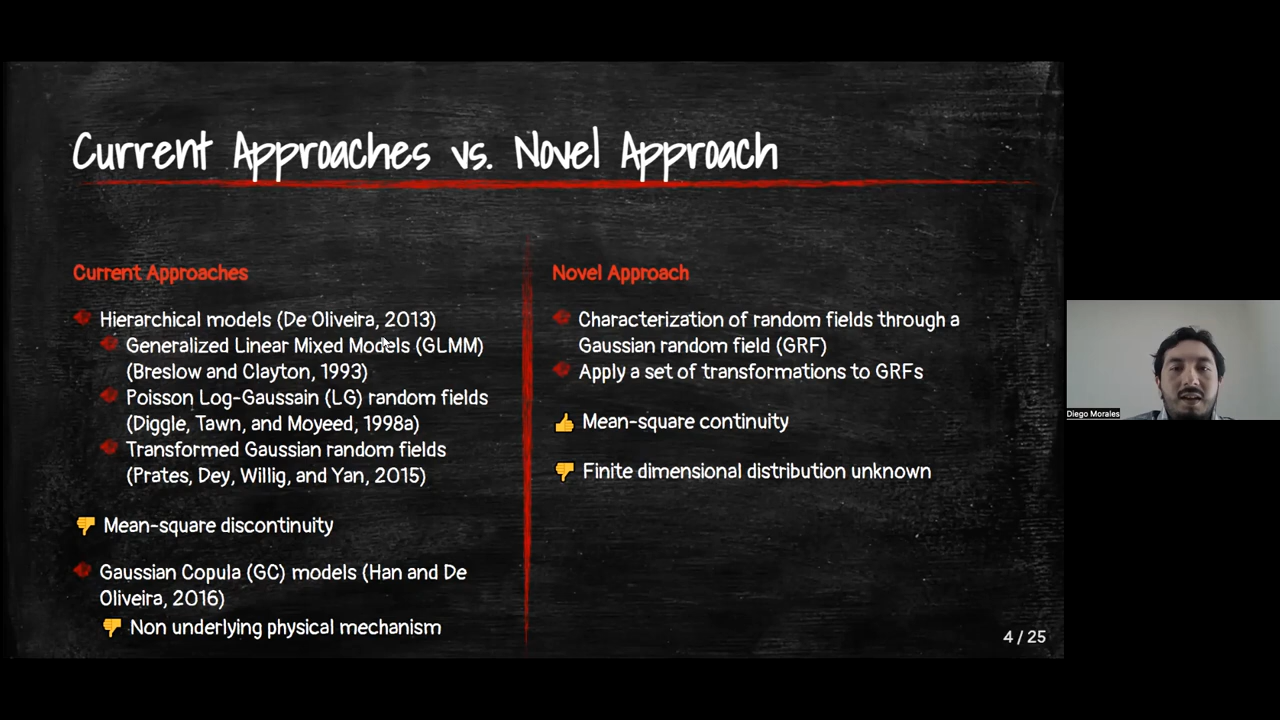 Current Approaches vs. Novel Approach
Current Approaches
Hierarchical models (De Oliveira, 2013)
Generalized Linear Mixed Models (GLMM)
(Breslow and Clayton, 1993)
Poisson Log-Gaussain (LG) random fields
(Diggle, Tawn, and Moyeed, 1998a)
Transformed Gaussian random fields
(Prates, Dey, Willig, and Yan, 2015)
Mean-square discontinuity
Gaussian Copula (GC) models (Han and De
Oliveira, 2016)
Non underlying physical mechanism
Novel Approach
Characterization of random fields through a
Gaussian random field (GRF)
Apply a set of transformations to GRFs
Mean-square continuity
Finite dimensional distribution unknown
4 / 25
Diego Morales